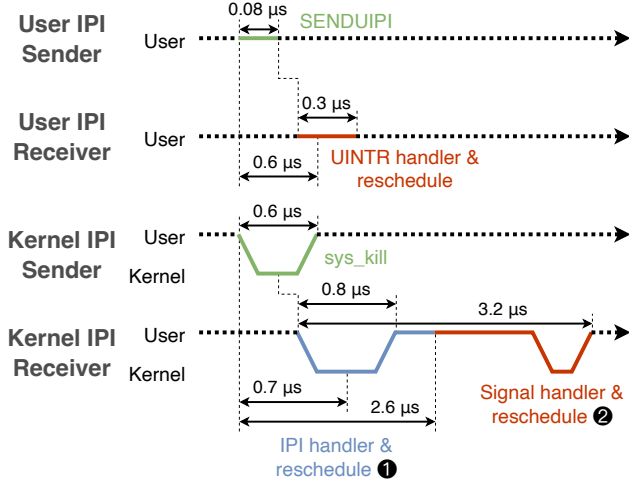 0.08 μs
SENDUIPI
User IPI
Sender
User
0.3 μs
User IPI
Receiver
User
UINTR handler &
reschedule
0.6 μs
0.6 μs
Kernel IPI
Sender
User
Kernel
sys_kill
0.8 μs
3.2 μs
Kernel IPI
Receiver
User
Kernel
0.7 μs
2.6 μs
Signal handler &
reschedule ❷
IPI handler &
reschedule ❶